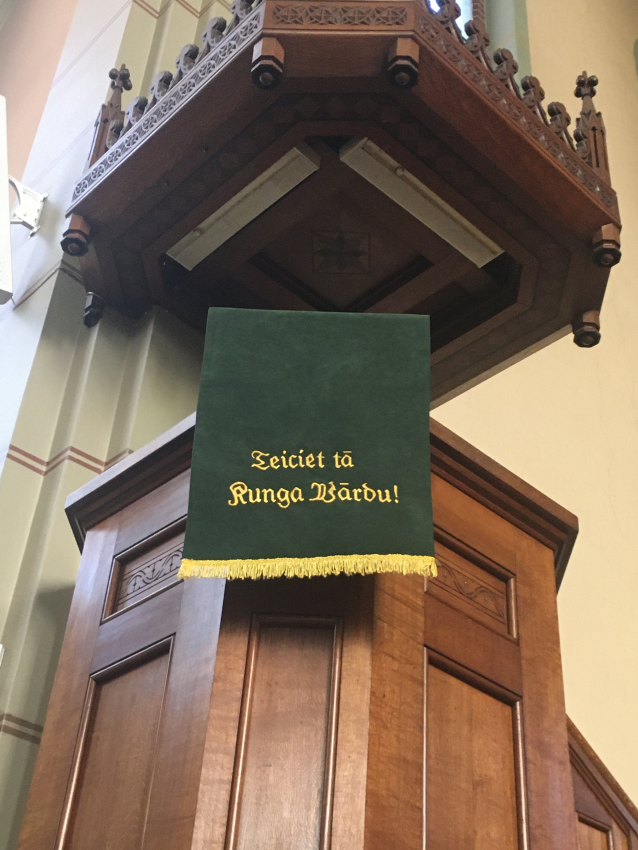 Teiciet tā
Kunga Vārdu!